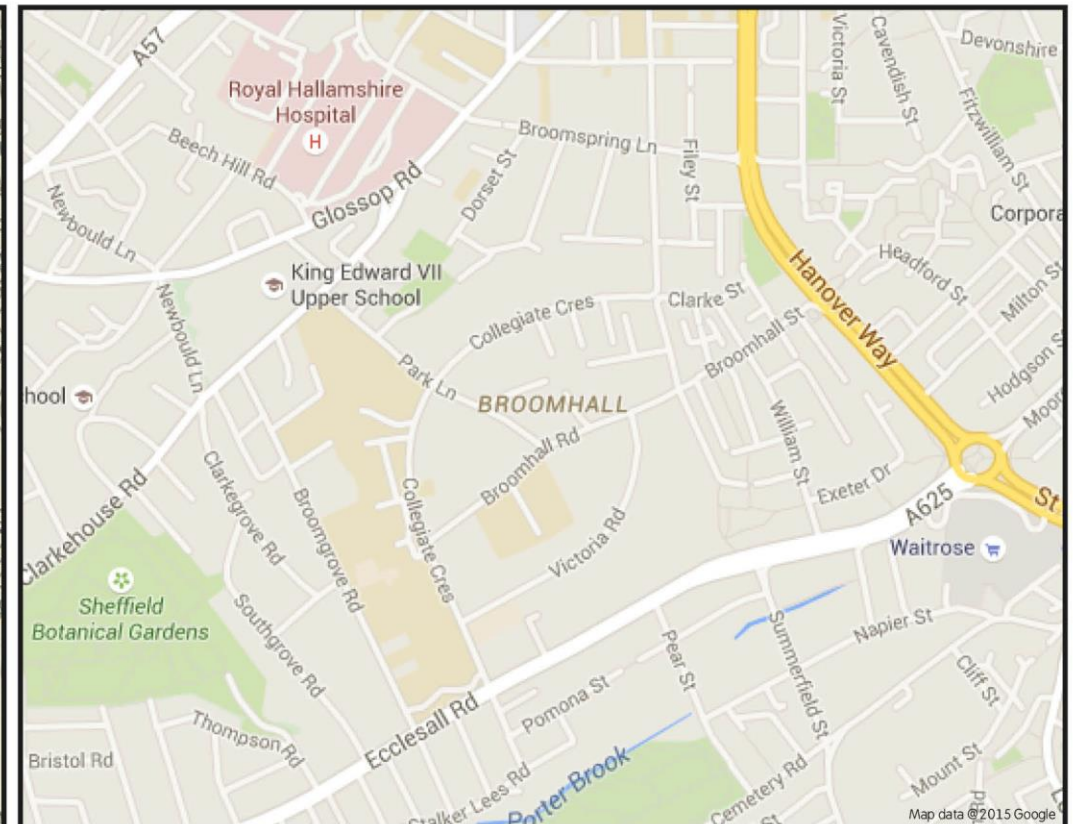 A57
Victoria St
Cavendish St
Devonshire
Royal Hallamshire
Hospital
H
Fitzwilliam St
Beech Hill Rd
Broomspring Ln
Filey St
Dorset St
Glossop Rd
Newbould Ln
Corpora
King Edward VII
Upper School
Hanover Way
Headford St
Milton St
Newbould Ln
Collegiate Cres
Clarke St
Broomhall St
Hodgson S
Moor
hool
Park Ln
BROOMHALL
William St
Broomhall Rd
Exeter Dr
A625
St
Clarkehouse Rd
Clarkegrove Rd
Broomgrove Rd
Collegiate Cres
Victoria Rd
Waitrose
Sheffield
Botanical Gardens
Southgrove Rd
Napier St
Pear St
Summerfield St
Cliff St
Pomona St
Ecclesall Rd
Thompson Rd
Bristol Rd
Mount St
Porter Brook
Stalker Lees Rd
Cemetery Rd
St
Map data ©2015 Google